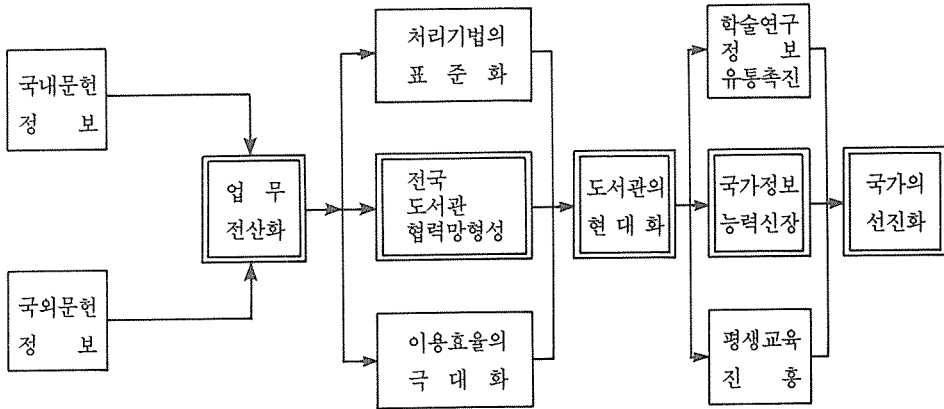 국내문헌
정 보
국외문헌
정 보
업 무
전산화
처리기법의
표 준 화
전국
도서관
협력망형성
이용효율의
극 대 화
도서관의
현 대 화
학술연구
정 보
유통촉진
국가정보
능력신장
평생교육
진 흥
국가의
선진화